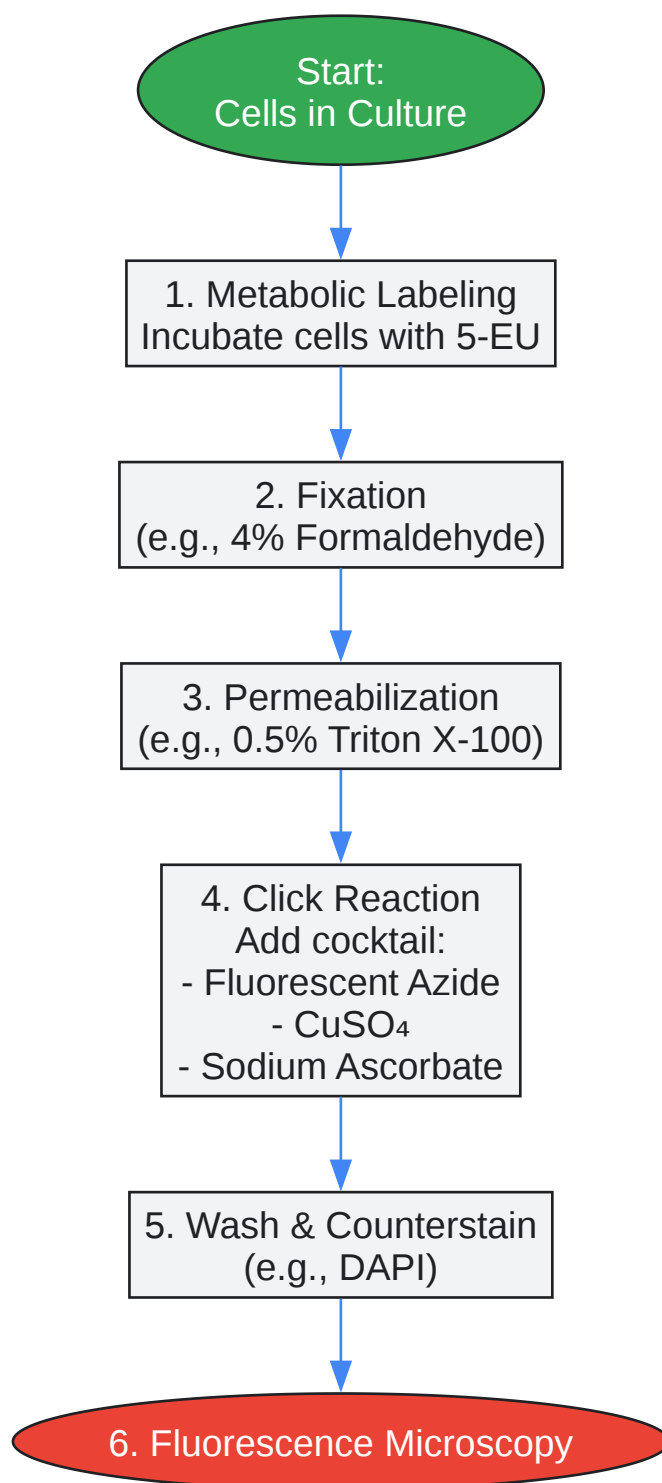 Start:
Cells in Culture
1. Metabolic Labeling
Incubate cells with 5-EU
2. Fixation
(e.g., 4% Formaldehyde)
3. Permeabilization
(e.g., 0.5% Triton X-100)
4. Click Reaction
Add cocktail:
- Fluorescent Azide
- CuSO₄
- Sodium Ascorbate
5. Wash & Counterstain
(e.g., DAPI)
6. Fluorescence Microscopy